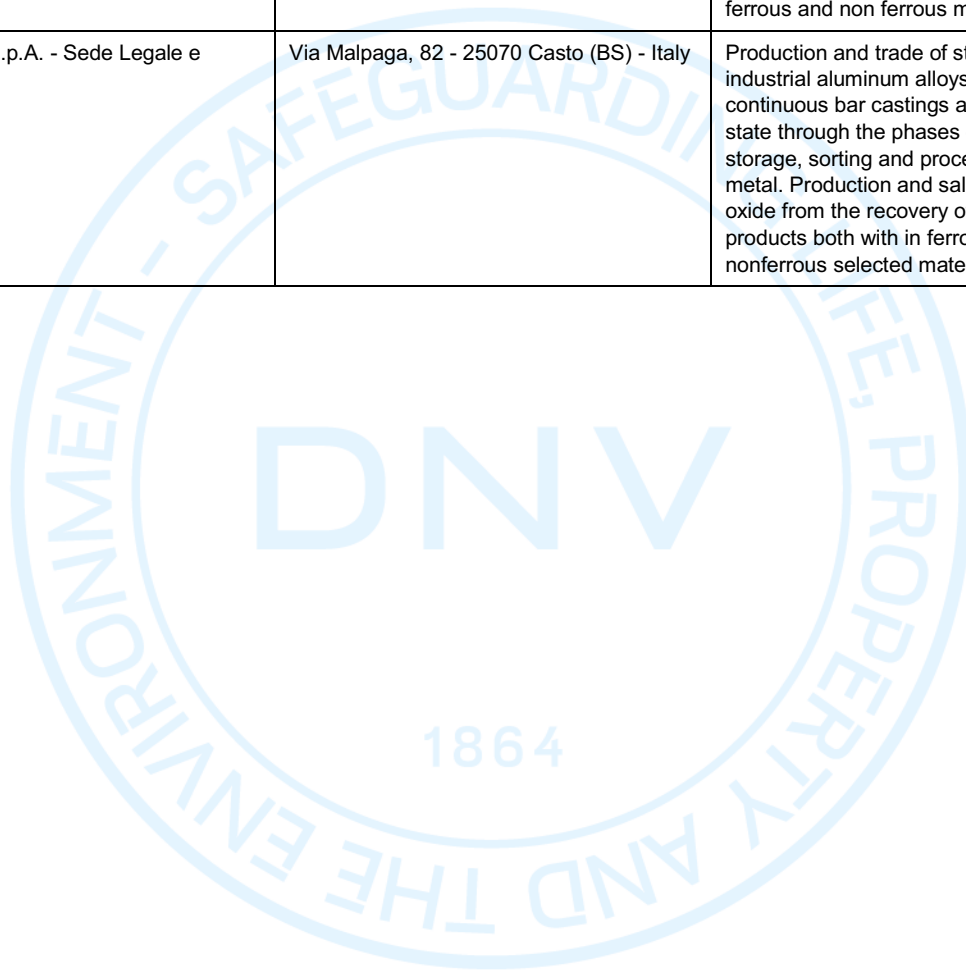 ferrous and non ferrous m
.p.A. - Sede Legale e
Via Malpaga, 82 - 25070 Casto (BS) - Italy
Production and trade of st
industrial aluminum alloys
continuous bar castings a
state through the phases
storage, sorting and proce
metal. Production and sal
oxide from the recovery o
products both with in ferro
nonferrous selected mate
SAFEGUARDING LIFE, PROPERTY AND THE ENVIRONMENT -
DNV
1864